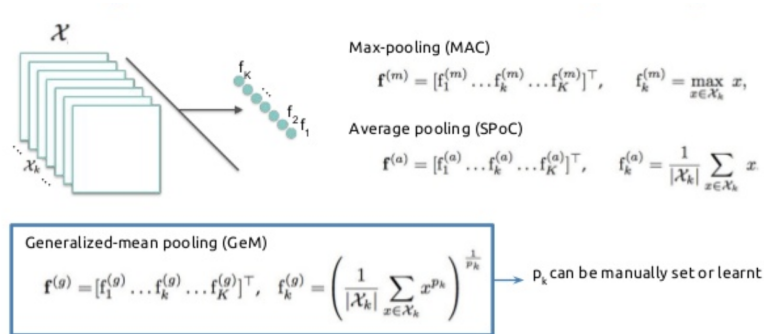 𝒳
f_K
...
f_2 f_1
... 𝒳_k ...
Max-pooling (MAC)
f^(m) = [f_1^(m) ... f_k^(m) ... f_K^(m)]^⊤, f_k^(m) = max_{x∈𝒳_k} x,
Average pooling (SPoC)
f^(a) = [f_1^(a) ... f_k^(a) ... f_K^(a)]^⊤, f_k^(a) = 1/|𝒳_k| ∑_{x∈𝒳_k} x
Generalized-mean pooling (GeM)
f^(g) = [f_1^(g) ... f_k^(g) ... f_K^(g)]^⊤, f_k^(g) = (1/|𝒳_k| ∑_{x∈𝒳_k} x^{p_k})^{1/p_k}
p_k can be manually set or learnt